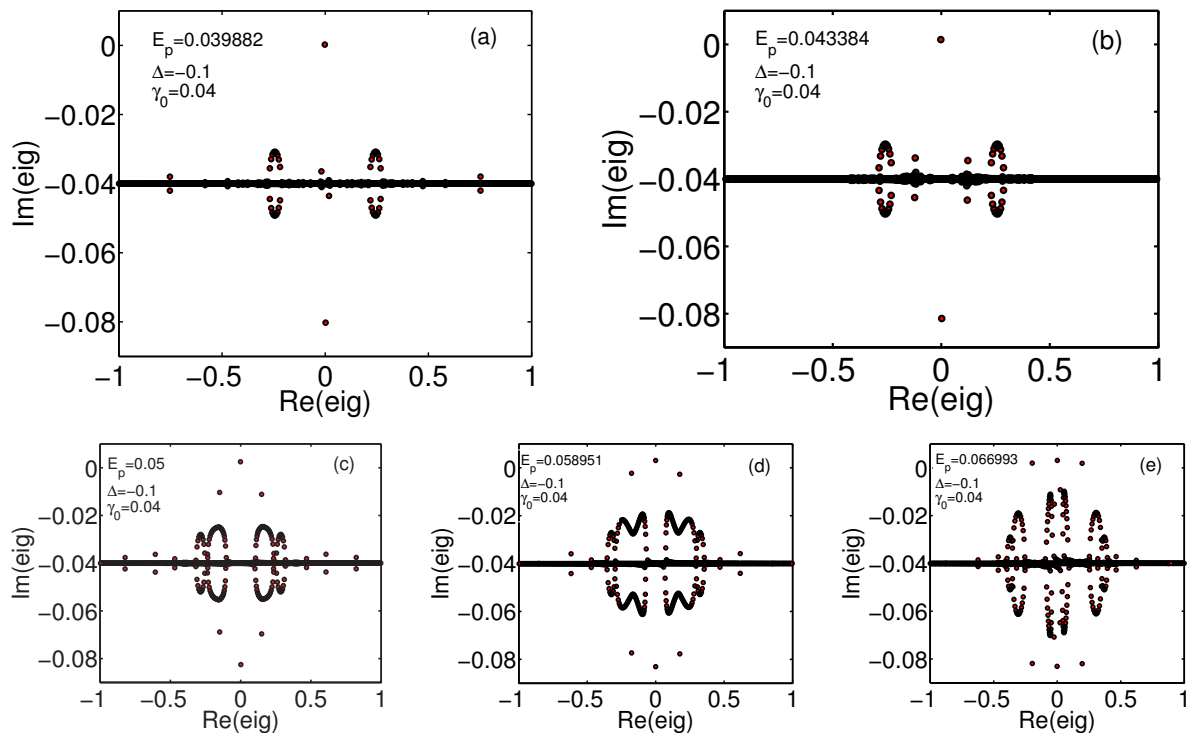 (a)
E_p=0.039882
Δ=−0.1
γ_0=0.04
0
−0.02
−0.04
−0.06
−0.08
Im(eig)
−1
−0.5
0
0.5
1
Re(eig)
(b)
E_p=0.043384
Δ=−0.1
γ_0=0.04
0
−0.02
−0.04
−0.06
−0.08
Im(eig)
−1
−0.5
0
0.5
1
Re(eig)
(c)
E_p=0.05
Δ=−0.1
γ_0=0.04
0
−0.02
−0.04
−0.06
−0.08
Im(eig)
−1
−0.5
0
0.5
1
Re(eig)
(d)
E_p=0.058951
Δ=−0.1
γ_0=0.04
0
−0.02
−0.04
−0.06
−0.08
Im(eig)
−1
−0.5
0
0.5
1
Re(eig)
(e)
E_p=0.066993
Δ=−0.1
γ_0=0.04
0
−0.02
−0.04
−0.06
−0.08
Im(eig)
−1
−0.5
0
0.5
1
Re(eig)